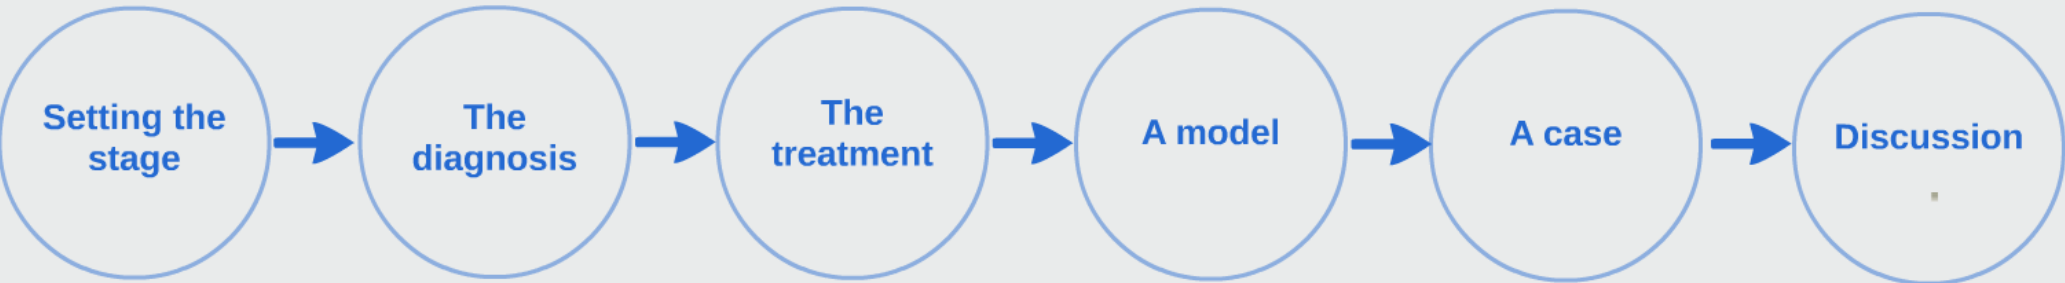 Setting the
stage
The
diagnosis
The
treatment
A model
A case
Discussion